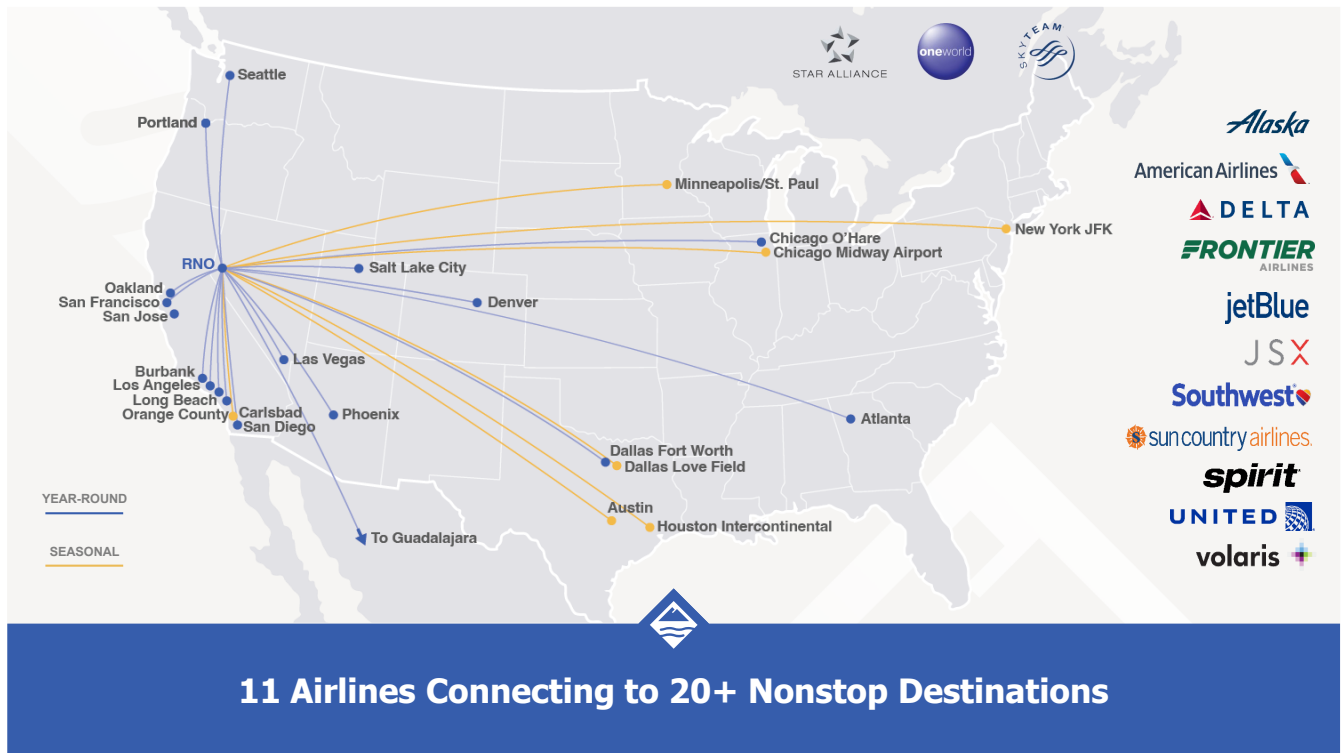 STAR ALLIANCE
oneworld
SKYTEAM
Seattle
Portland
Minneapolis/St. Paul
New York JFK
Chicago O'Hare
Chicago Midway Airport
RNO
Salt Lake City
Oakland
San Francisco
San Jose
Denver
Las Vegas
Burbank
Los Angeles
Long Beach
Orange County
Carlsbad
San Diego
Phoenix
Atlanta
Dallas Fort Worth
Dallas Love Field
Austin
Houston Intercontinental
To Guadalajara
YEAR-ROUND
SEASONAL
Alaska
American Airlines
DELTA
FRONTIER
AIRLINES
jetBlue
JSX
Southwest
S sun country airlines.
spirit
UNITED
volaris
11 Airlines Connecting to 20+ Nonstop Destinations